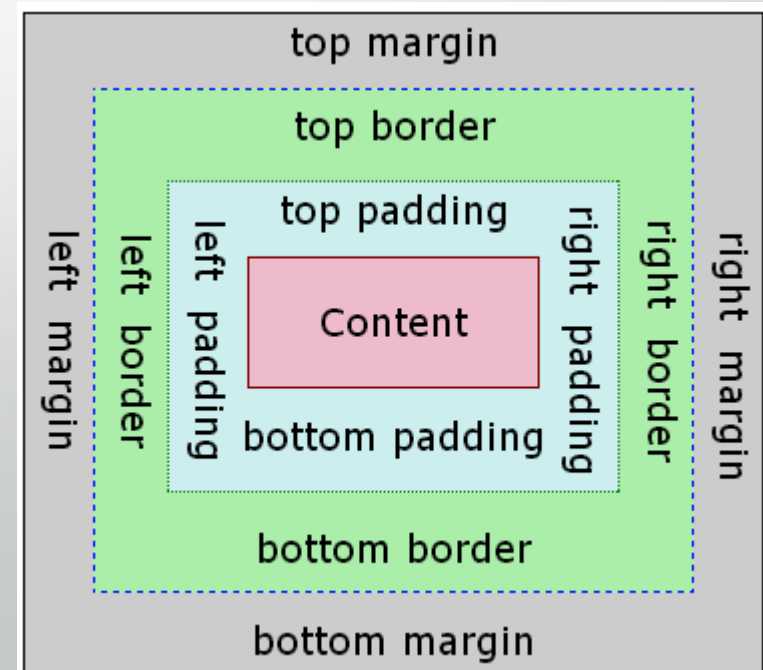 top margin
top border
top padding
left margin
left border
left padding
Content
right padding
right border
right margin
bottom padding
bottom border
bottom margin